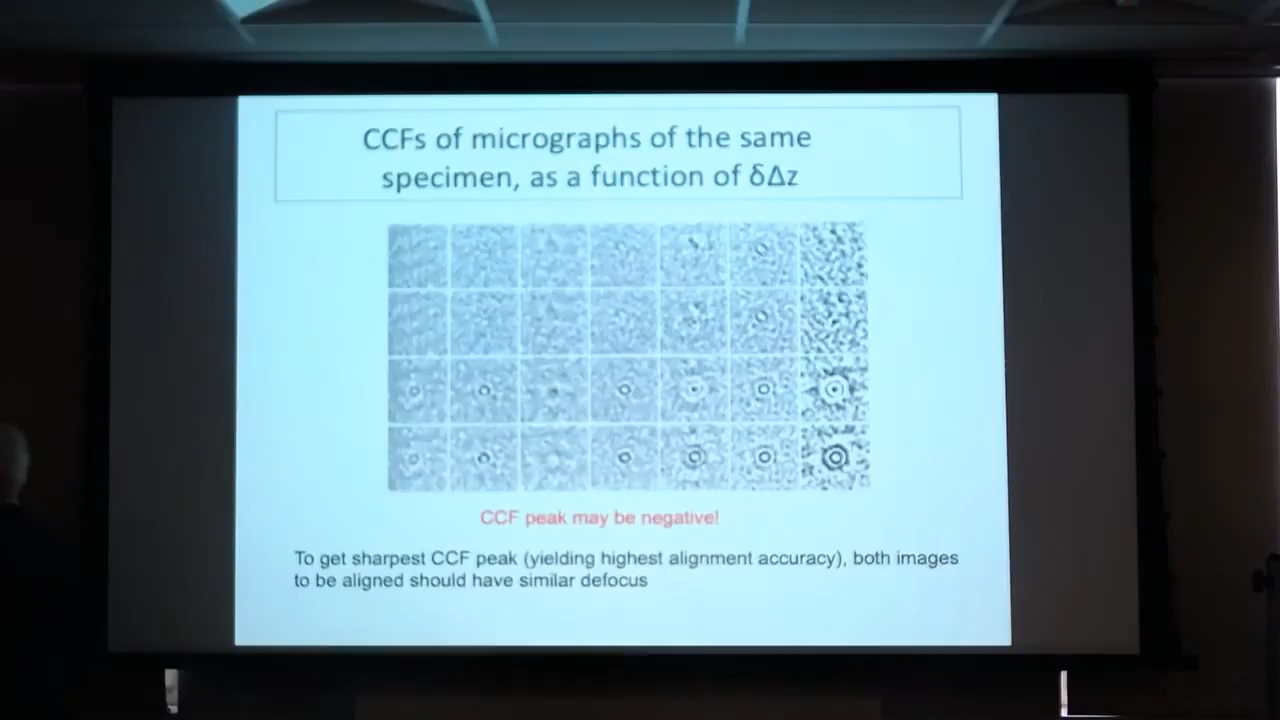 CCFs of micrographs of the same
specimen, as a function of δΔz
CCF peak may be negative!
To get sharpest CCF peak (yielding highest alignment accuracy), both images
to be aligned should have similar defocus